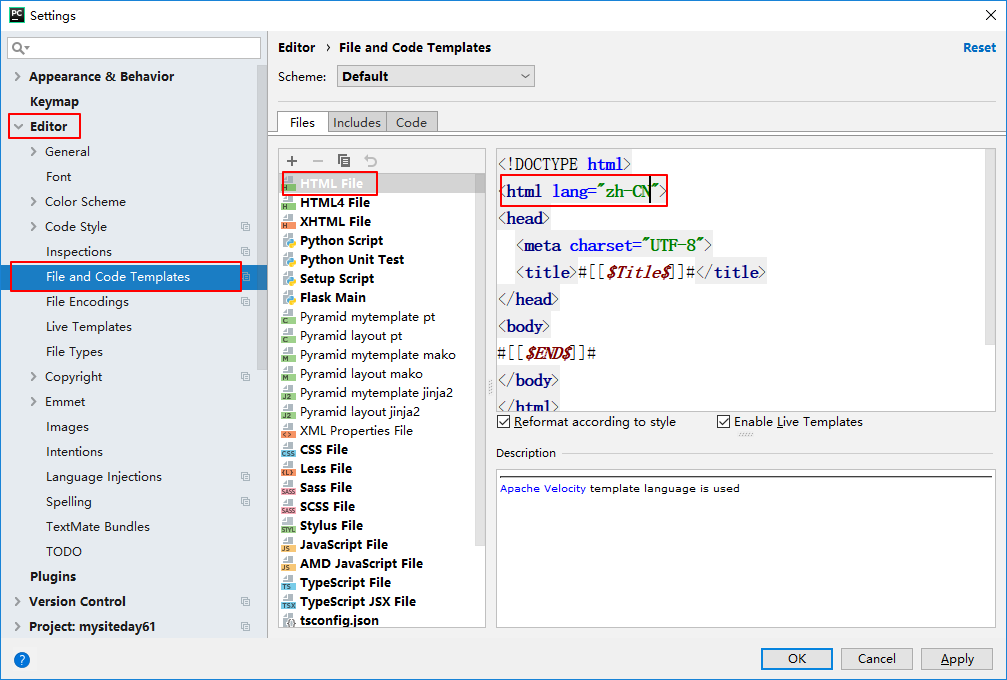 PC Settings
Editor › File and Code Templates
Reset
Scheme: Default
Appearance & Behavior
Keymap
Editor
General
Font
Color Scheme
Code Style
Inspections
File and Code Templates
File Encodings
Live Templates
File Types
Copyright
Emmet
Images
Intentions
Language Injections
Spelling
TextMate Bundles
TODO
Plugins
Version Control
Project: mysiteday61
Files Includes Code
HTML File
HTML4 File
XHTML File
Python Script
Python Unit Test
Setup Script
Flask Main
Pyramid mytemplate pt
Pyramid layout pt
Pyramid mytemplate mako
Pyramid layout mako
Pyramid mytemplate jinja2
Pyramid layout jinja2
XML Properties File
CSS File
Less File
Sass File
SCSS File
Stylus File
JavaScript File
AMD JavaScript File
TypeScript File
TypeScript JSX File
tsconfig.json
<!DOCTYPE html>
<html lang="zh-CN">
<head>
<meta charset="UTF-8">
<title>#[[$Title$]]#</title>
</head>
<body>
#[[$END$]]#
</body>
</html>
Reformat according to style Enable Live Templates
Description
Apache Velocity template language is used
?
OK Cancel Apply